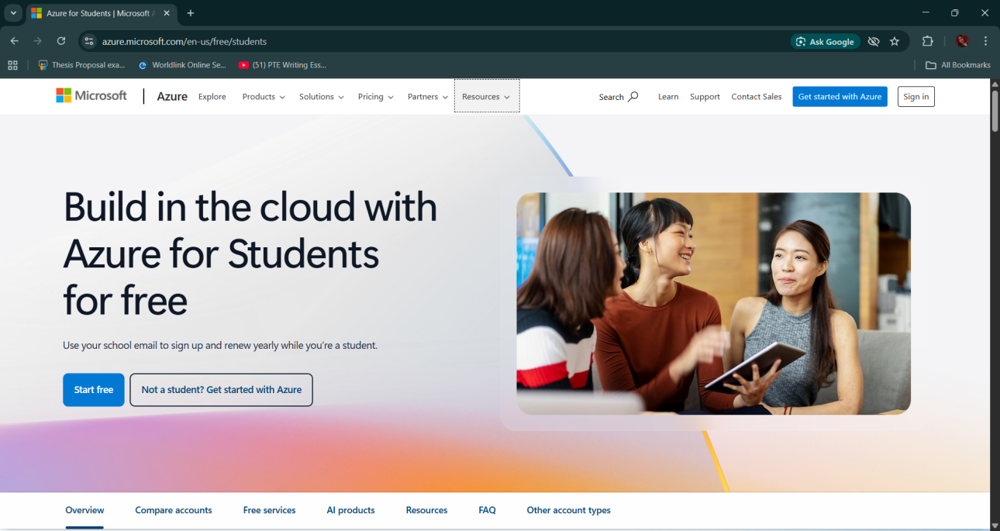 Azure for Students | Microsoft A
azure.microsoft.com/en-us/free/students
Ask Google
Thesis Proposal exa...
Worldlink Online Se...
(51) PTE Writing Ess...
All Bookmarks
Microsoft
Azure
Explore
Products
Solutions
Pricing
Partners
Resources
Search
Learn
Support
Contact Sales
Get started with Azure
Sign in
Build in the cloud with
Azure for Students
for free
Use your school email to sign up and renew yearly while you're a student.
Start free
Not a student? Get started with Azure
Overview
Compare accounts
Free services
AI products
Resources
FAQ
Other account types